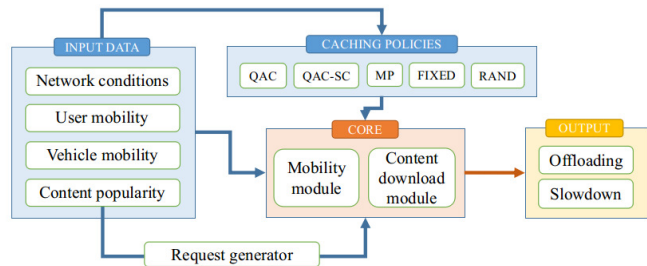 INPUT DATA
Network conditions
User mobility
Vehicle mobility
Content popularity
CACHING POLICIES
QAC
QAC-SC
MP
FIXED
RAND
CORE
Mobility
module
Content
download
module
OUTPUT
Offloading
Slowdown
Request generator